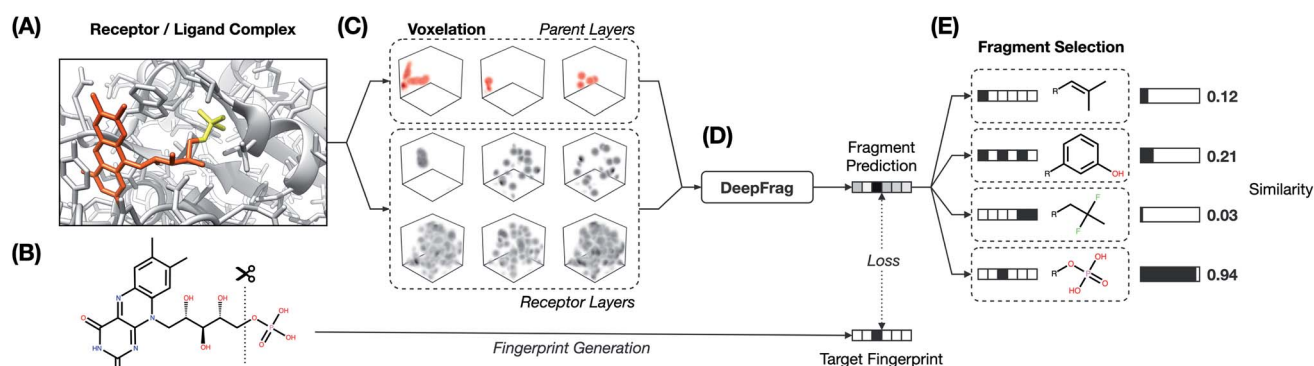 (A)
Receptor / Ligand Complex
(B)
N
N
N
HN
O
OH
OH
OH
O
P
OH
OH
O
(C)
Voxelation
Parent Layers
Receptor Layers
Fingerprint Generation
(D)
DeepFrag
Fragment
Prediction
Loss
Target Fingerprint
(E)
Fragment Selection
R
0.12
R
OH
0.21
R
F
F
0.03
R
O
OH
P
HO
O
0.94
Similarity